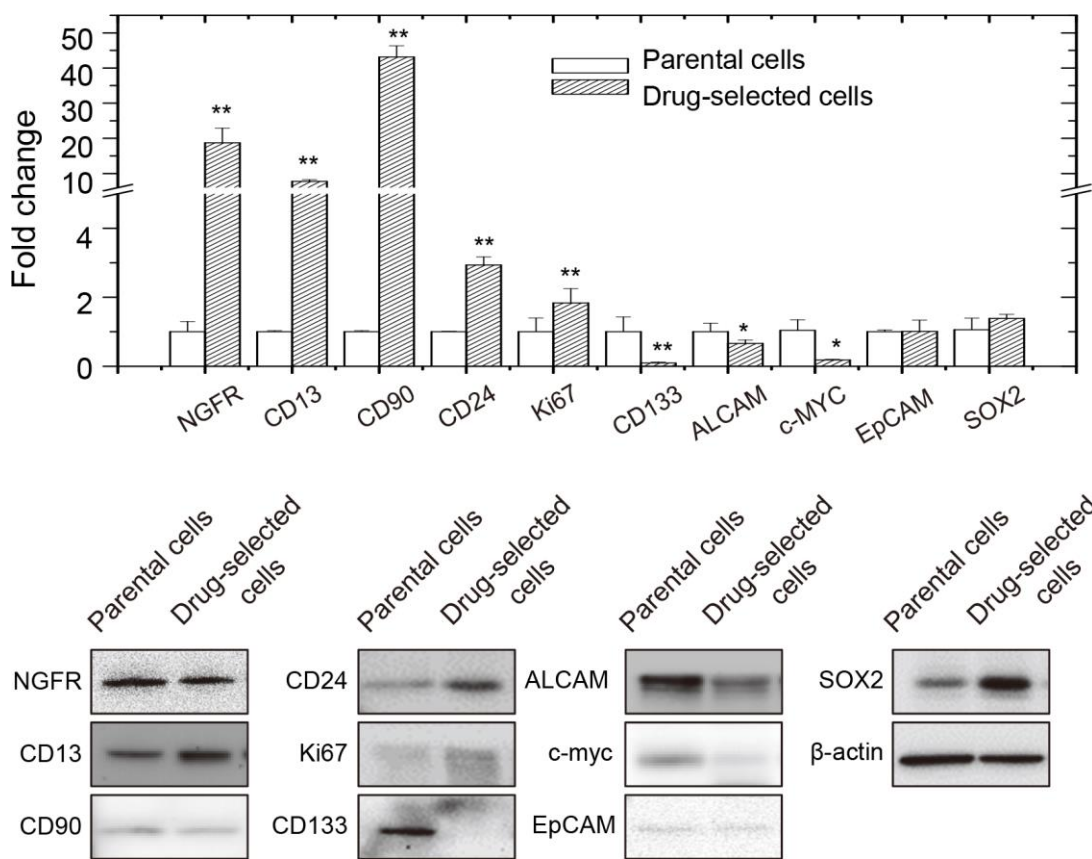 Fold change
50
40
30
20
10
4
2
0
Parental cells
Drug-selected cells
**
**
**
**
**
**
*
*
NGFR
CD13
CD90
CD24
Ki67
CD133
ALCAM
c-MYC
EpCAM
SOX2
Parental cells
Drug-selected
cells
Parental cells
Drug-selected
cells
Parental cells
Drug-selected
cells
Parental cells
Drug-selected
cells
NGFR
CD13
CD90
CD24
Ki67
CD133
ALCAM
c-myc
EpCAM
SOX2
β-actin